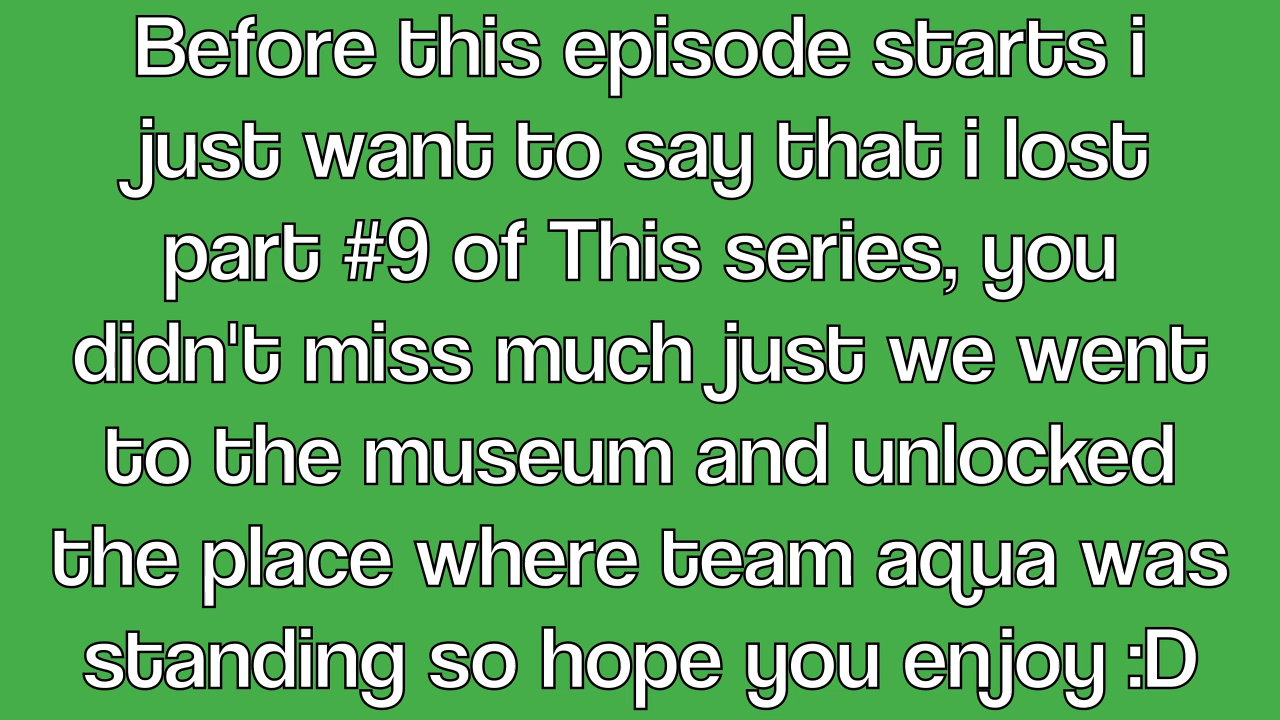 Before this episode starts i
just want to say that i lost
part #9 of This series, you
didn't miss much just we went
to the museum and unlocked
the place where team aqua was
standing so hope you enjoy :D